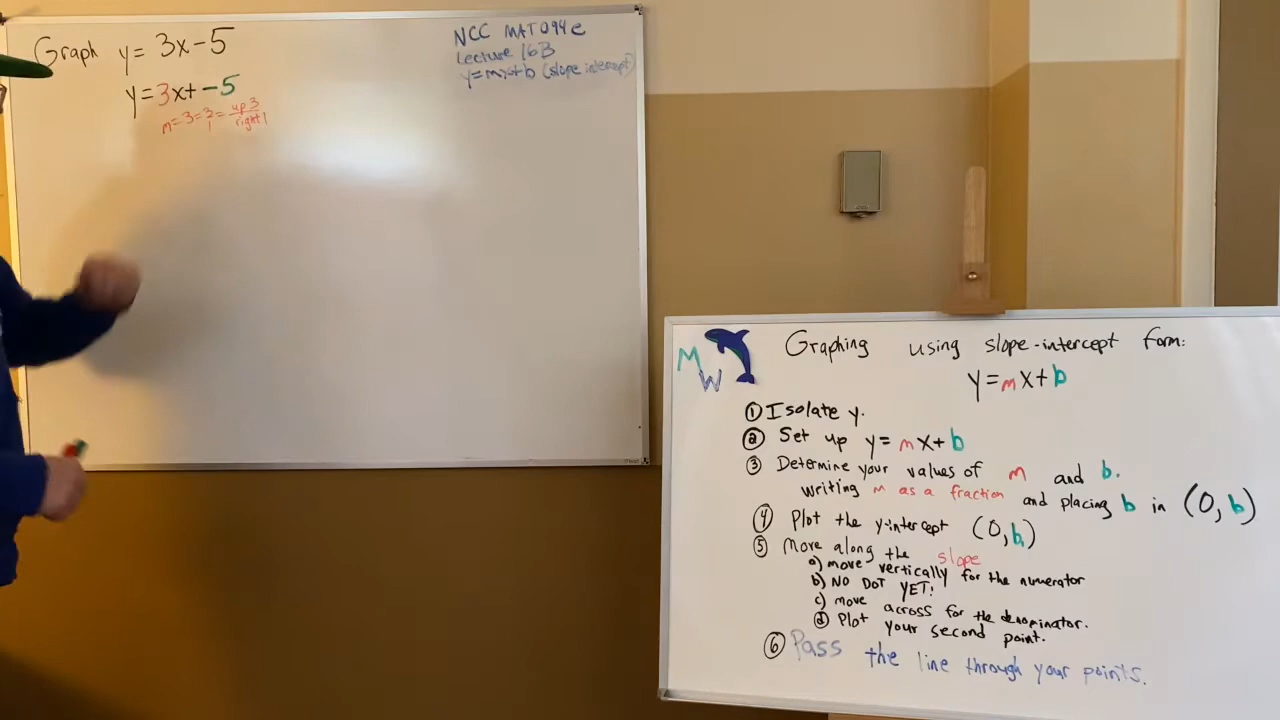 Graph y = 3x - 5
y = 3x + -5
m = 3 = 3/1 = up 3/right 1
NCC MAT094e
Lecture 16B
y=mx+b (slope intercept)
MW
Graphing using slope-intercept form:
y = mx + b
① Isolate y.
② Set up y = mx + b
③ Determine your values of m and b.
writing m as a fraction and placing b in (0, b)
④ Plot the y-intercept (0, b)
⑤ Move along the slope
a) move vertically for the numerator
b) NO DOT YET!
c) move across for the denominator.
d) Plot your second point.
⑥ Pass the line through your points.